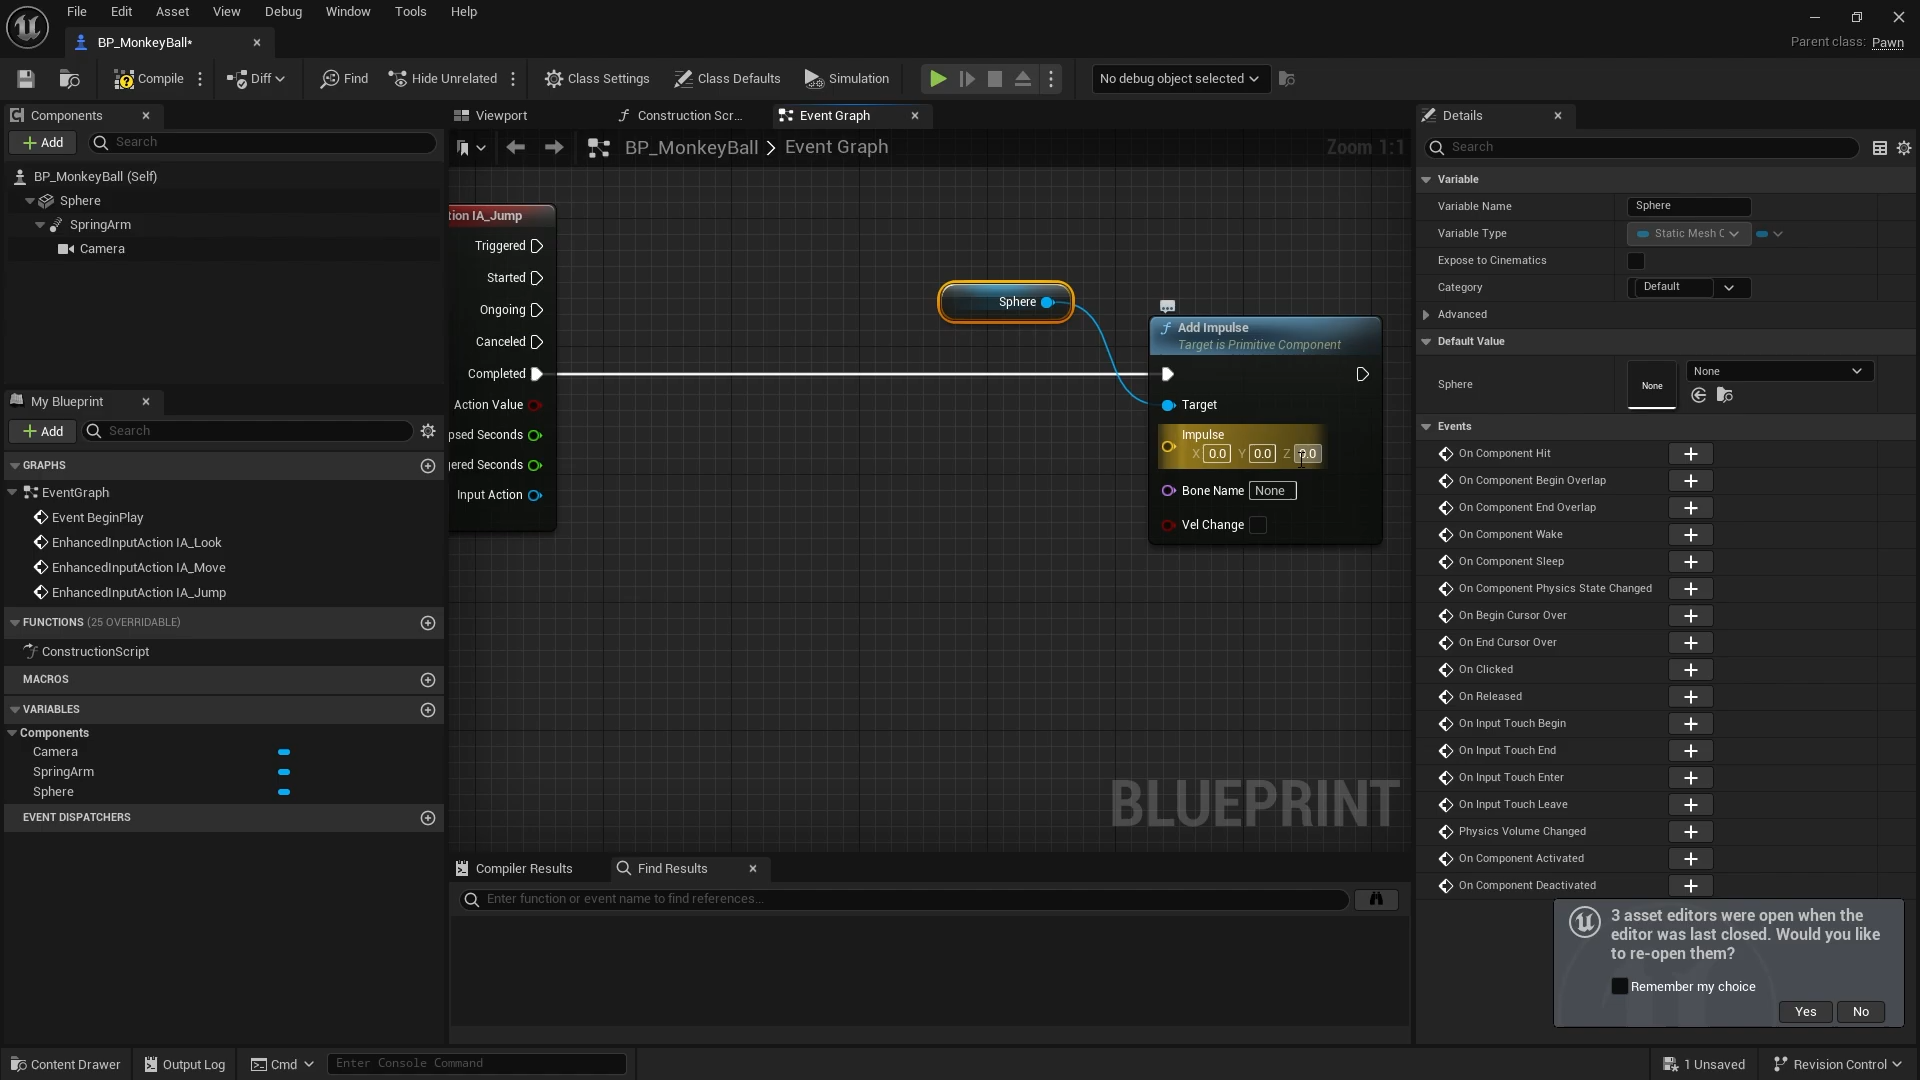 File Edit Asset View Debug Window Tools Help
BP_MonkeyBall*
Parent class: Pawn
Compile Diff Find Hide Unrelated Class Settings Class Defaults Simulation No debug object selected
Components
Add Search
BP_MonkeyBall (Self)
Sphere
SpringArm
Camera
My Blueprint
Add Search
GRAPHS
EventGraph
Event BeginPlay
EnhancedInputAction IA_Look
EnhancedInputAction IA_Move
EnhancedInputAction IA_Jump
FUNCTIONS (25 OVERRIDABLE)
ConstructionScript
MACROS
VARIABLES
Components
Camera
SpringArm
Sphere
EVENT DISPATCHERS
Viewport Construction Scr... Event Graph
BP_MonkeyBall > Event Graph Zoom 1:1
tion IA_Jump
Triggered
Started
Ongoing
Canceled
Completed
Action Value
psed Seconds
gered Seconds
Input Action
Sphere
Add Impulse
Target is Primitive Component
Target
Impulse
X 0.0 Y 0.0 Z 0.0
Bone Name None
Vel Change
BLUEPRINT
Compiler Results Find Results
Enter function or event name to find references...
Details
Search
Variable
Variable Name Sphere
Variable Type Static Mesh C
Expose to Cinematics
Category Default
Advanced
Default Value
Sphere None None
Events
On Component Hit
On Component Begin Overlap
On Component End Overlap
On Component Wake
On Component Sleep
On Component Physics State Changed
On Begin Cursor Over
On End Cursor Over
On Clicked
On Released
On Input Touch Begin
On Input Touch End
On Input Touch Enter
On Input Touch Leave
Physics Volume Changed
On Component Activated
On Component Deactivated
3 asset editors were open when the
editor was last closed. Would you like
to re-open them?
Remember my choice
Yes No
Content Drawer Output Log Cmd Enter Console Command 1 Unsaved Revision Control